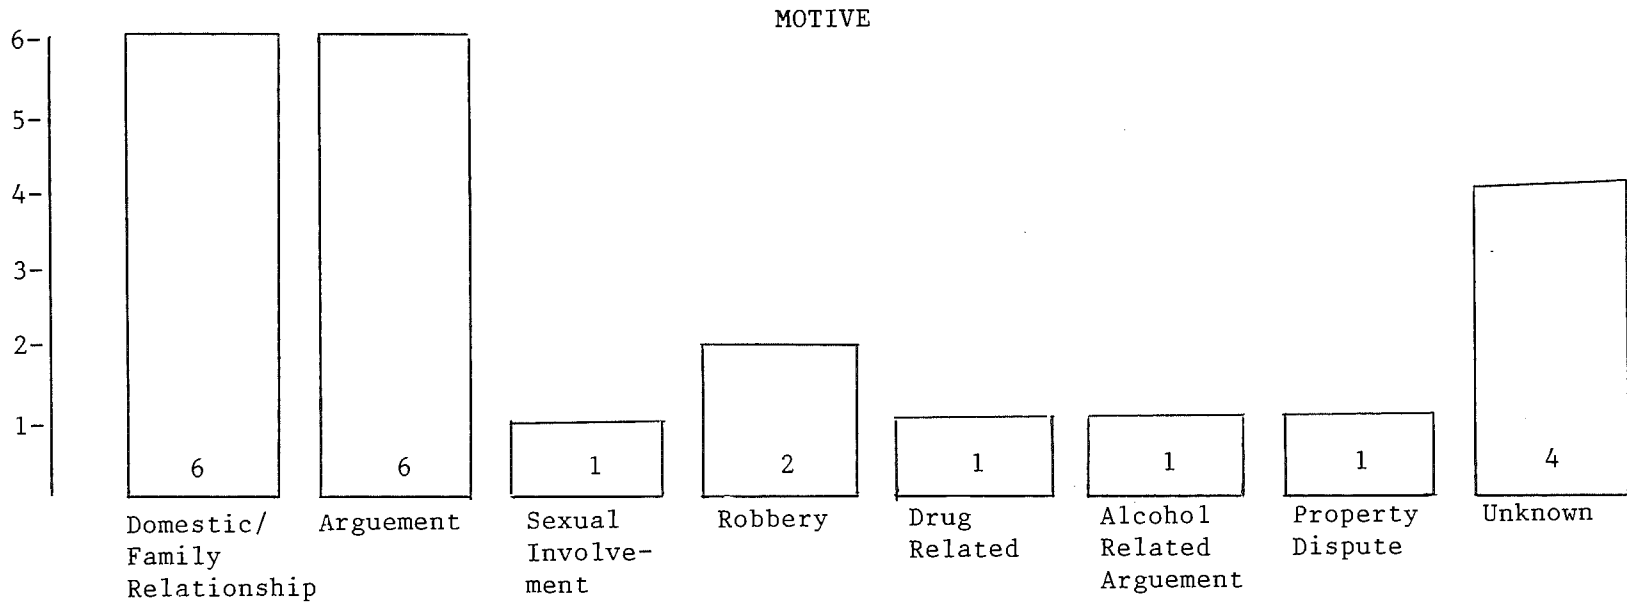 MOTIVE
6-
5-
4-
3-
2-
1-
6 6 1 2 1 1 1 4
Domestic/
Family
Relationship
Arguement
Sexual
Involve-
ment
Robbery
Drug
Related
Alcohol
Related
Arguement
Property
Dispute
Unknown